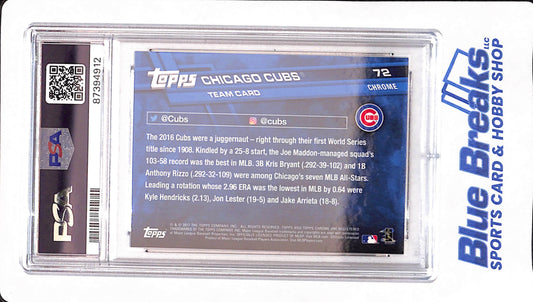 87394912
PSA
PSA
Topps CHICAGO CUBS®
TEAM CARD
72
CHROME
@Cubs
@cubs
CUBS
The 2016 Cubs were a juggernaut – right through their first World Series
title since 1908. Kindled by a 25-8 start, the Joe Maddon-managed squad's
103-58 record was the best in MLB. 3B Kris Bryant (.292-39-102) and 1B
Anthony Rizzo (.292-32-109) were among Chicago's seven MLB All-Stars.
Leading a rotation whose 2.96 ERA was the lowest in MLB by 0.64 were
Kyle Hendricks (2.13), Jon Lester (19-5) and Jake Arrieta (18-8).
Topps
Blue Breaks LLC
SPORTS CARD & HOBBY SHOP